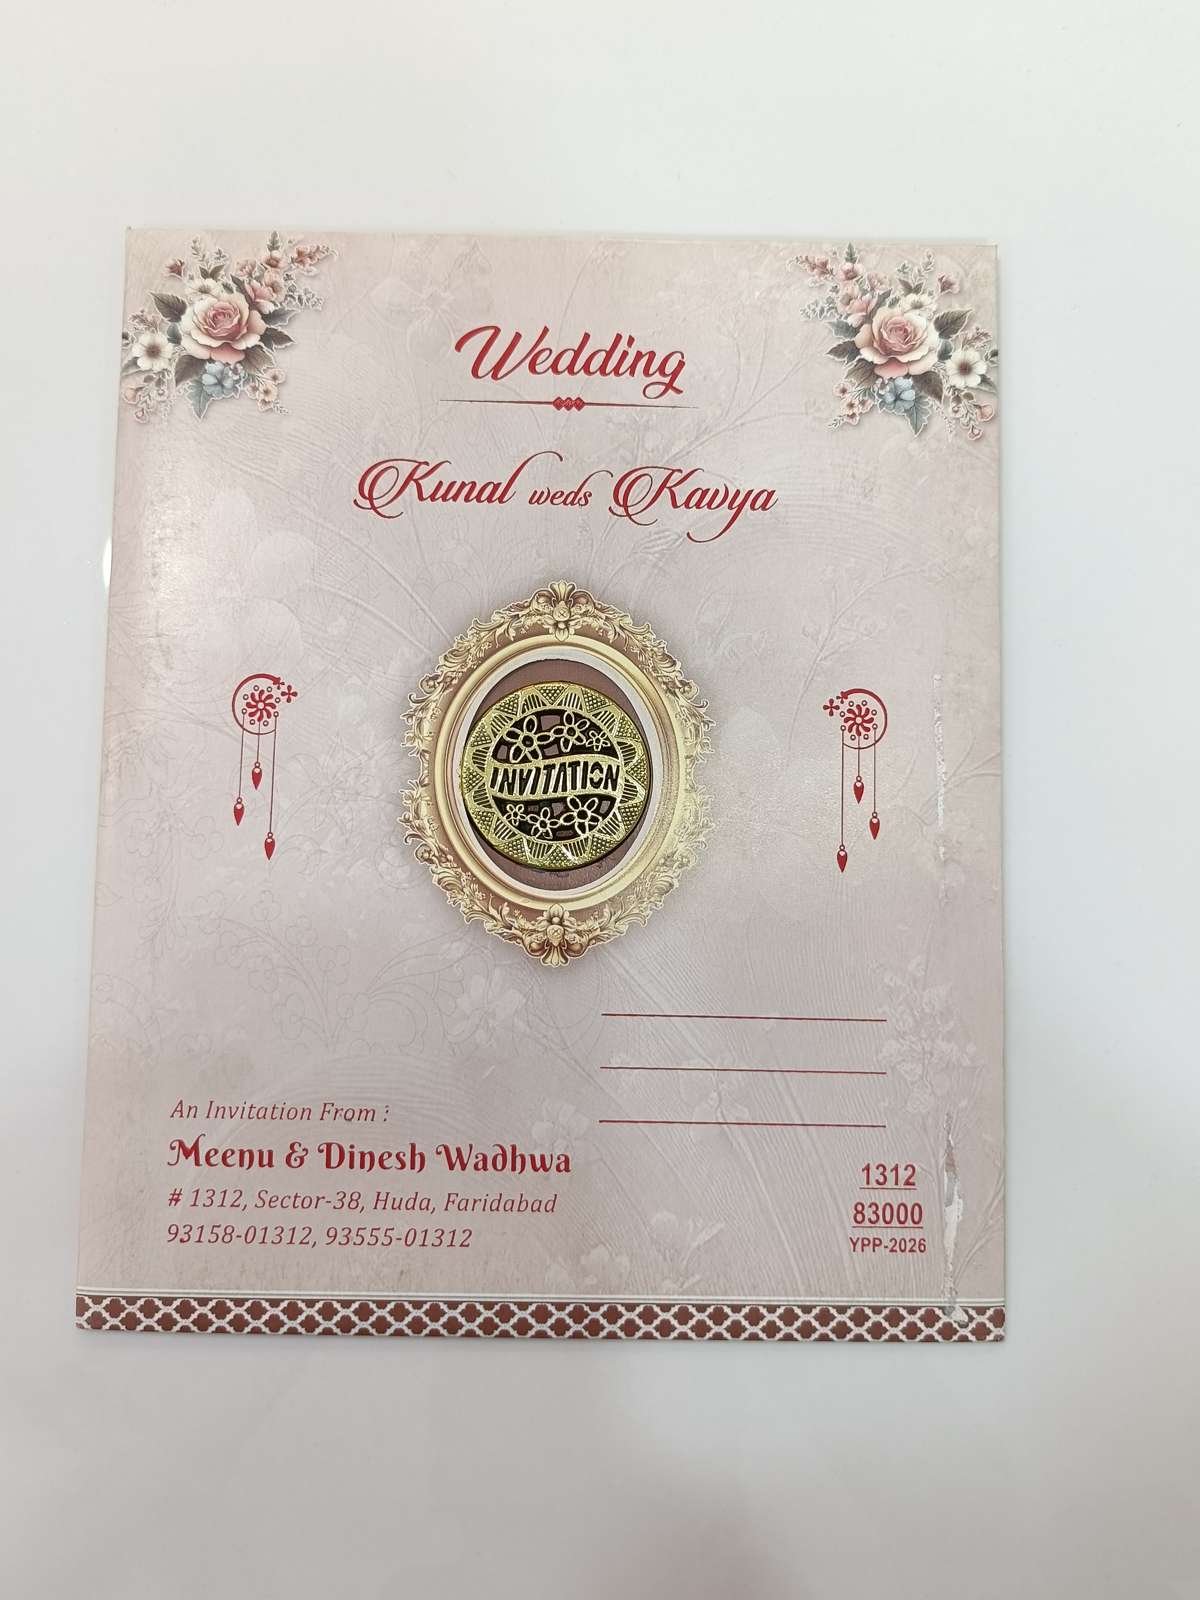 Wedding
Kunal weds Kavya
INVITATION
An Invitation From :
Meenu & Dinesh Wadhwa
# 1312, Sector-38, Huda, Faridabad
93158-01312, 93555-01312
1312
83000
YPP-2026